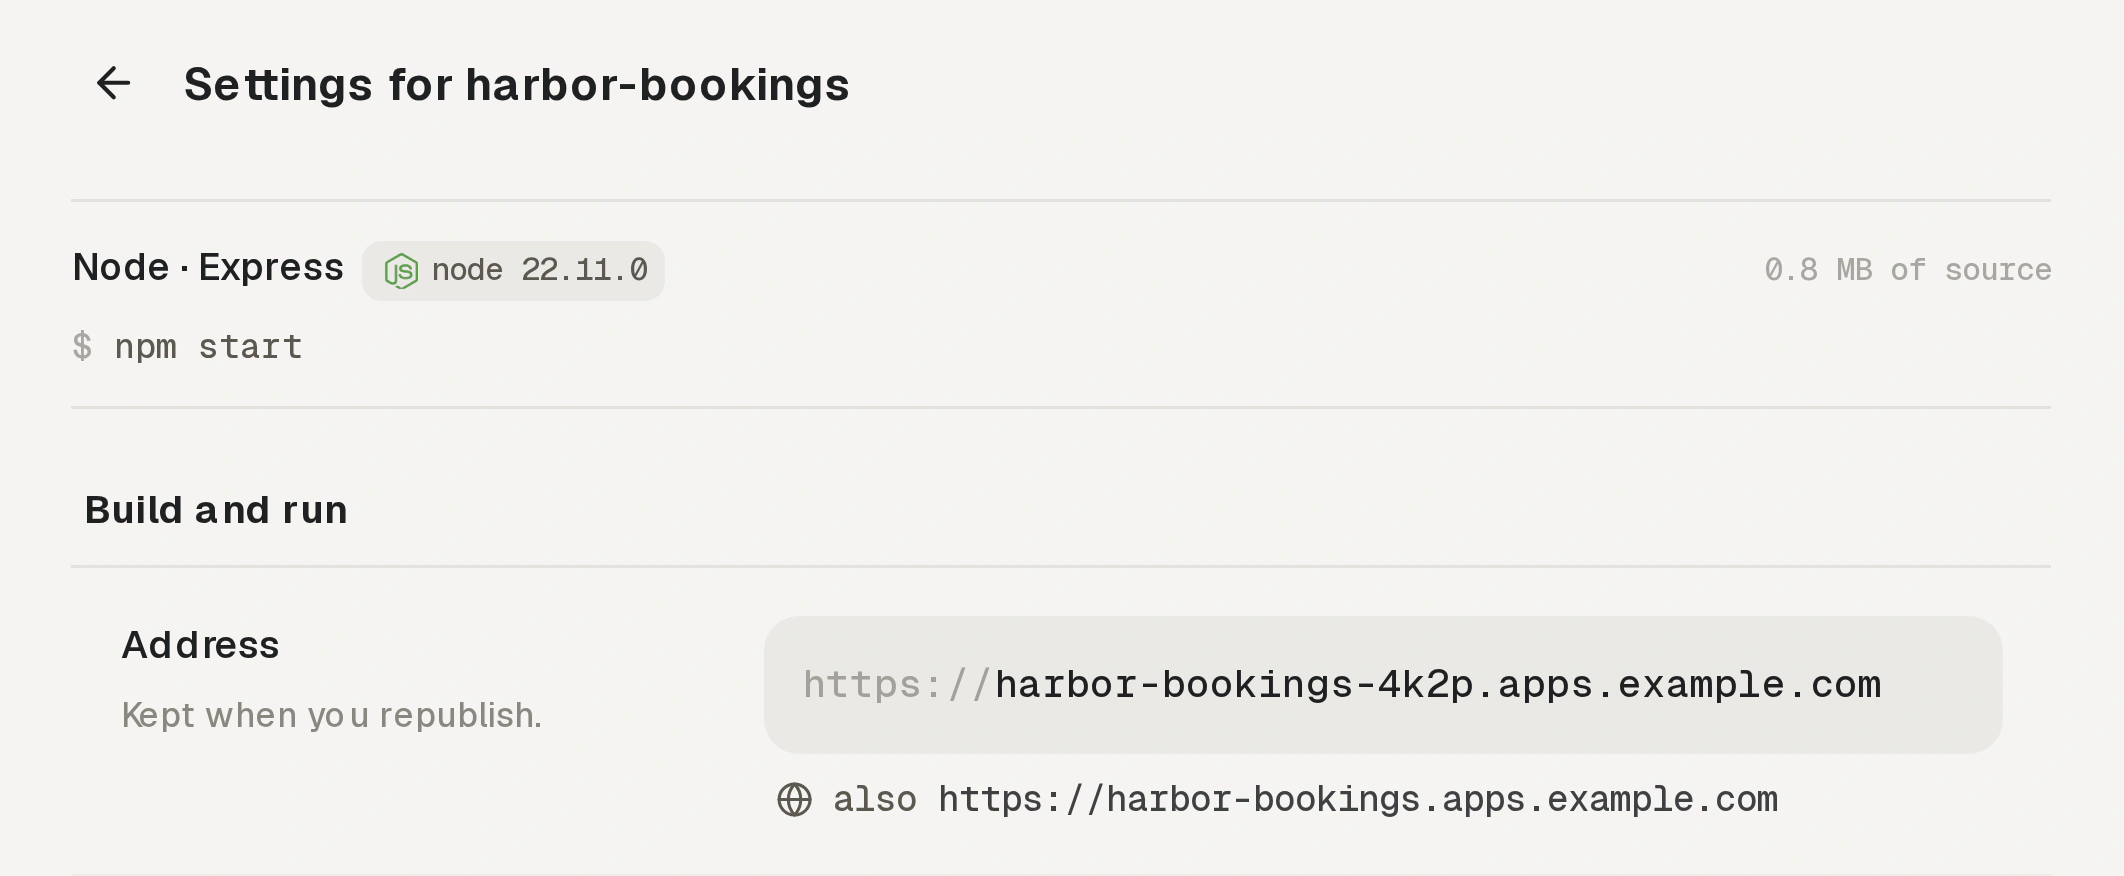 Settings for harbor-bookings
Node · Express node 22.11.0 0.8 MB of source
$ npm start
Build and run
Address
Kept when you republish.
https://harbor-bookings-4k2p.apps.example.com
also https://harbor-bookings.apps.example.com